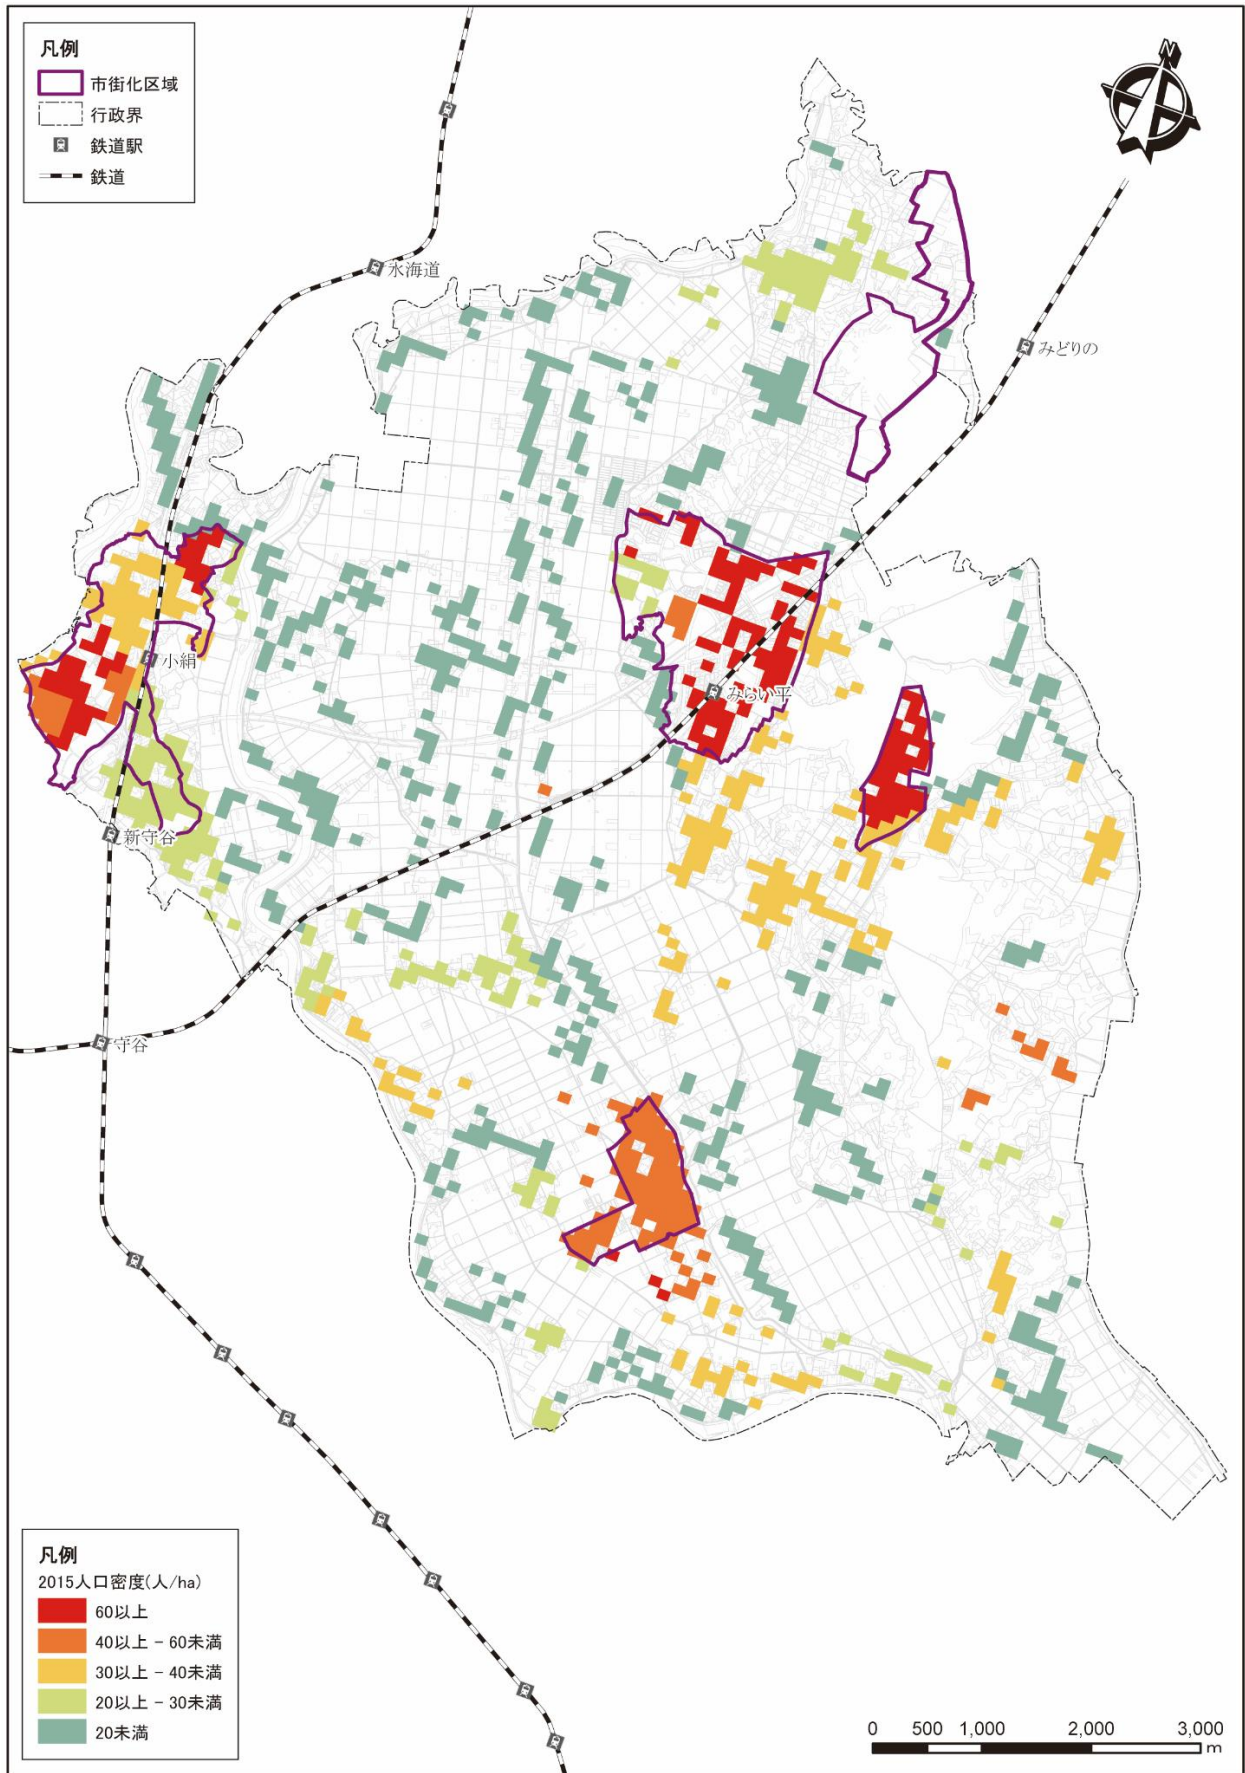 凡例
市街化区域
行政界
鉄道駅
鉄道
N
水海道
みどりの
小絹
みらい平
新守谷
守谷
凡例
2015人口密度(人/ha)
60以上
40以上 - 60未満
30以上 - 40未満
20以上 - 30未満
20未満
0 500 1,000 2,000 3,000
m